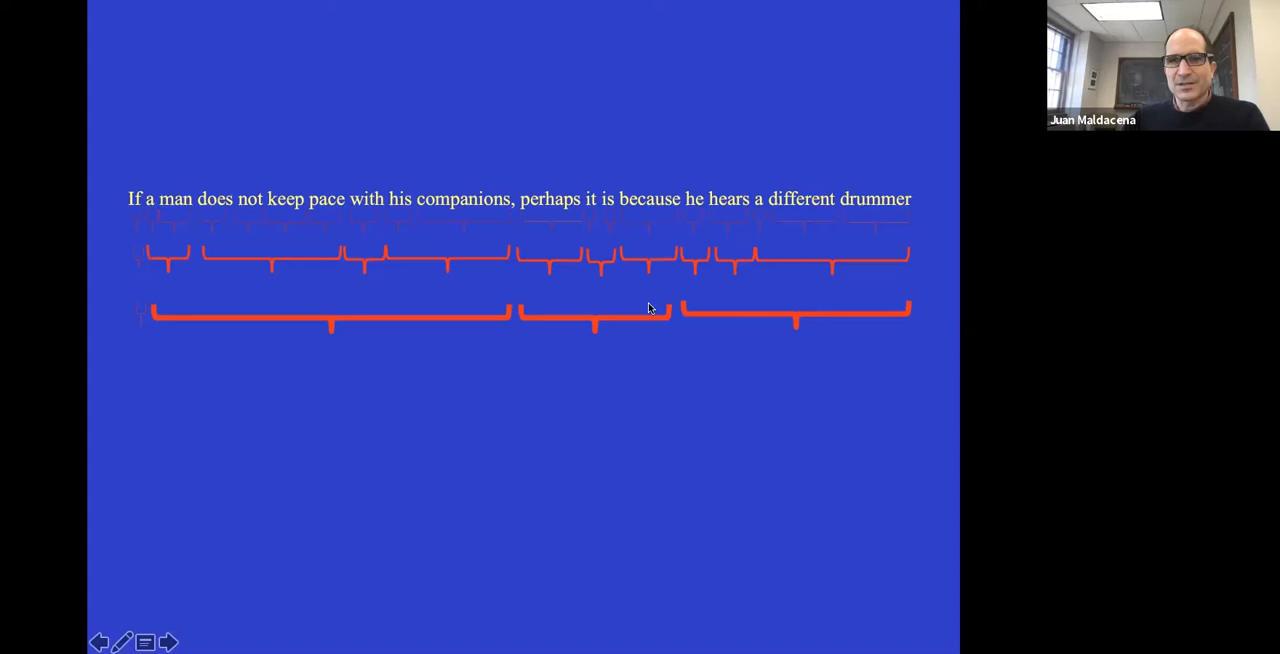 If a man does not keep pace with his companions, perhaps it is because he hears a different drummer
Juan Maldacena